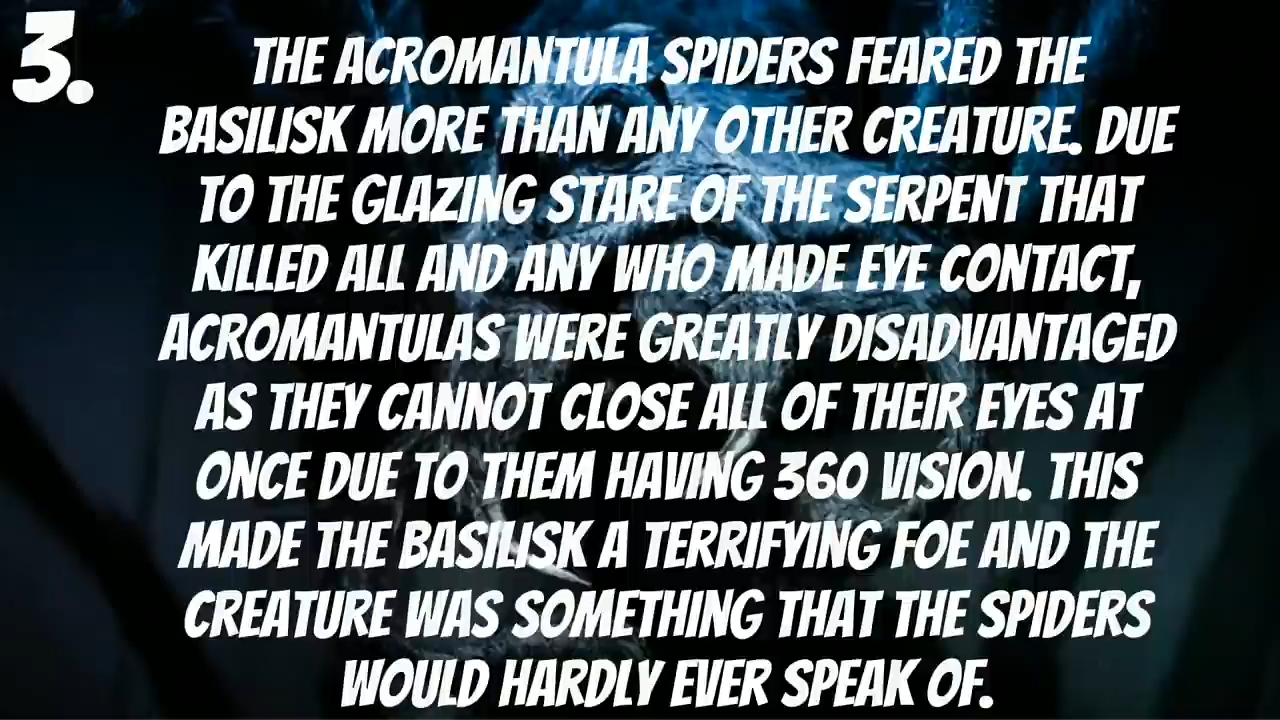 3.
THE ACROMANTULA SPIDERS FEARED THE
BASILISK MORE THAN ANY OTHER CREATURE. DUE
TO THE GLAZING STARE OF THE SERPENT THAT
KILLED ALL AND ANY WHO MADE EYE CONTACT,
ACROMANTULAS WERE GREATLY DISADVANTAGED
AS THEY CANNOT CLOSE ALL OF THEIR EYES AT
ONCE DUE TO THEM HAVING 360 VISION. THIS
MADE THE BASILISK A TERRIFYING FOE AND THE
CREATURE WAS SOMETHING THAT THE SPIDERS
WOULD HARDLY EVER SPEAK OF.